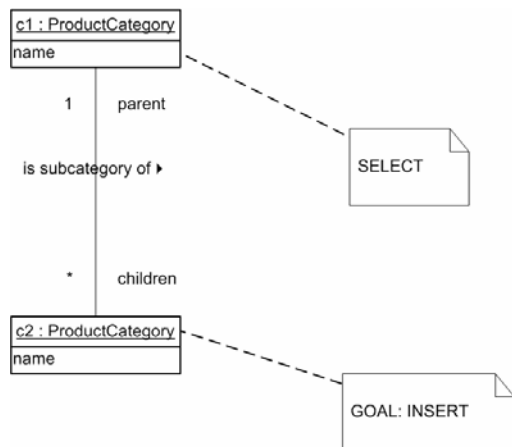 c1 : ProductCategory
name
1 parent
is subcategory of
SELECT
* children
c2 : ProductCategory
name
GOAL: INSERT